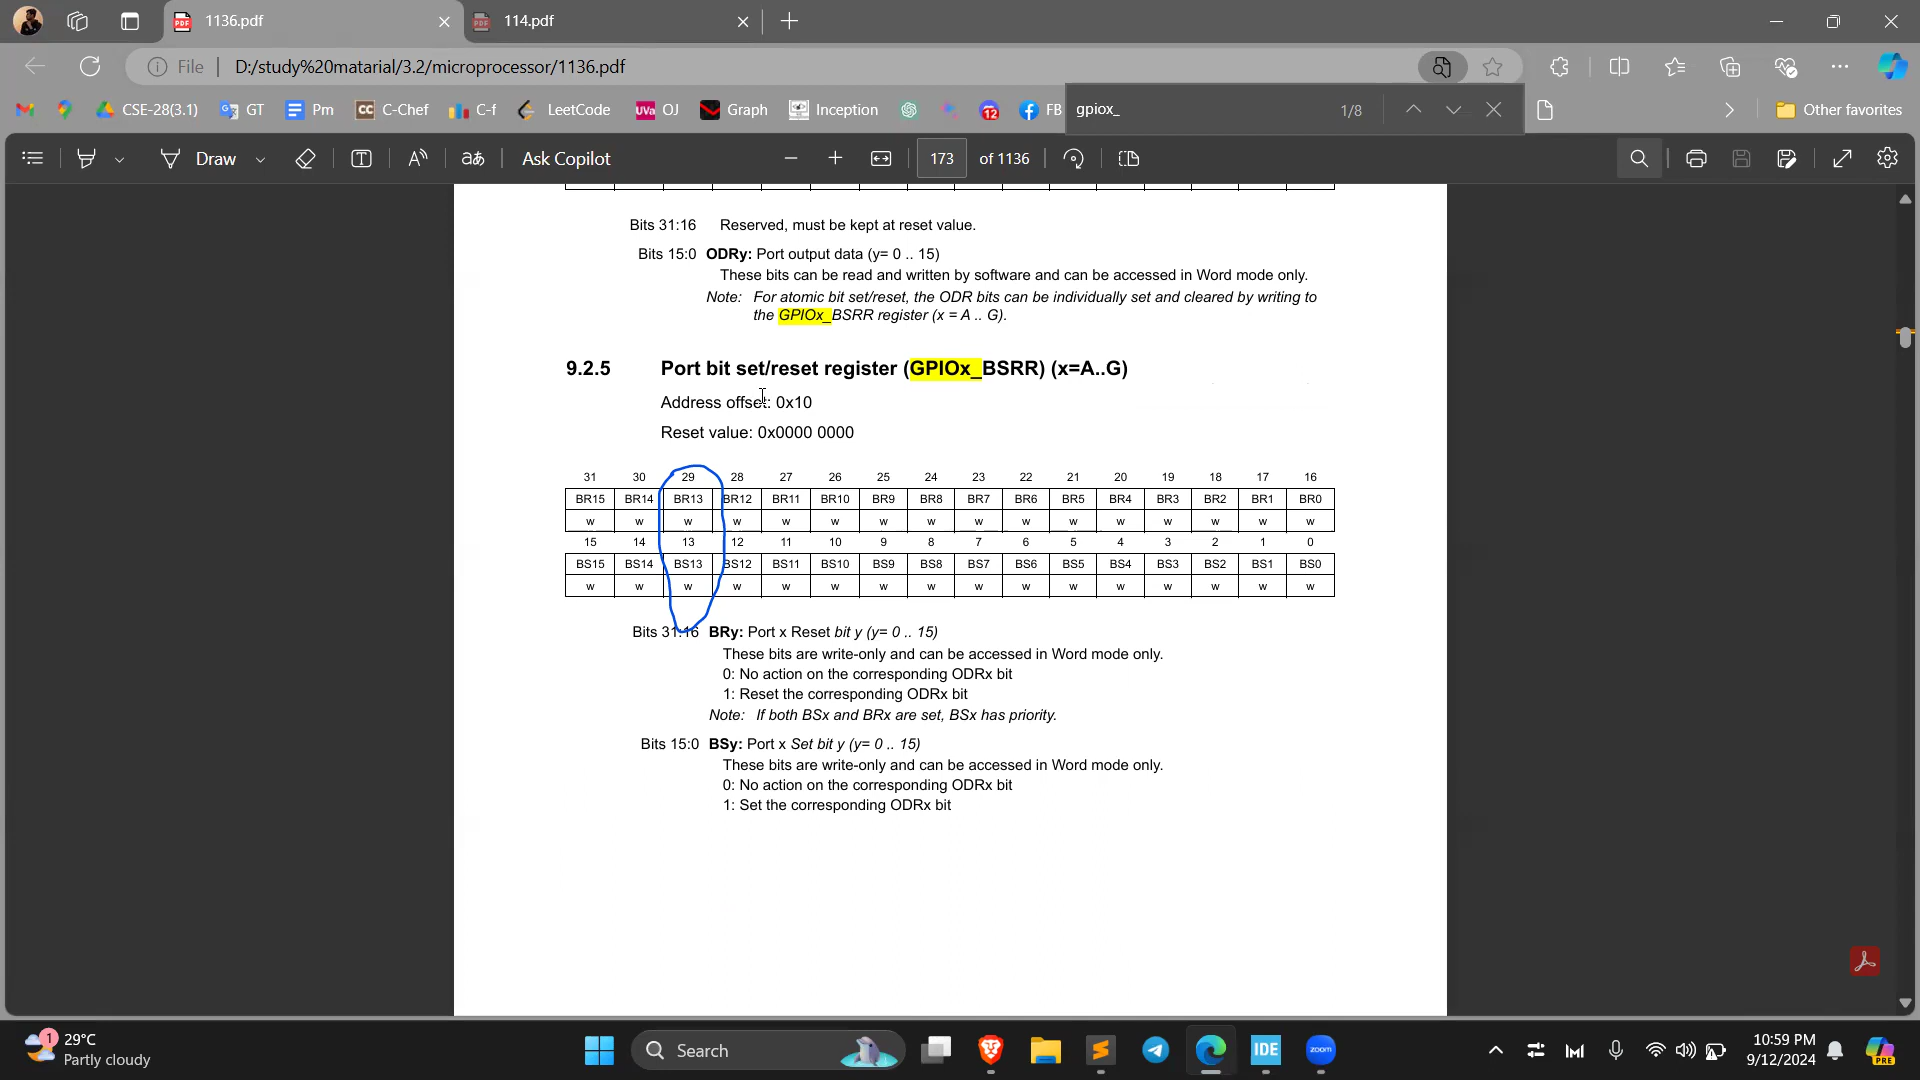 1136.pdf
114.pdf
File
D:/study%20matarial/3.2/microprocessor/1136.pdf
CSE-28(3.1) GT Pm C-Chef C-f LeetCode OJ Graph Inception 12 FB
gpiox_ 1/8
Other favorites
Draw
Ask Copilot
173 of 1136
Bits 31:16 Reserved, must be kept at reset value.
Bits 15:0 ODRy: Port output data (y= 0 .. 15)
These bits can be read and written by software and can be accessed in Word mode only.
Note: For atomic bit set/reset, the ODR bits can be individually set and cleared by writing to
the GPIOx_BSRR register (x = A .. G).
9.2.5 Port bit set/reset register (GPIOx_BSRR) (x=A..G)
Address offset: 0x10
Reset value: 0x0000 0000
31 30 29 28 27 26 25 24 23 22 21 20 19 18 17 16
BR15 BR14 BR13 BR12 BR11 BR10 BR9 BR8 BR7 BR6 BR5 BR4 BR3 BR2 BR1 BR0
w w w w w w w w w w w w w w w w
15 14 13 12 11 10 9 8 7 6 5 4 3 2 1 0
BS15 BS14 BS13 BS12 BS11 BS10 BS9 BS8 BS7 BS6 BS5 BS4 BS3 BS2 BS1 BS0
w w w w w w w w w w w w w w w w
Bits 31:16 BRy: Port x Reset bit y (y= 0 .. 15)
These bits are write-only and can be accessed in Word mode only.
0: No action on the corresponding ODRx bit
1: Reset the corresponding ODRx bit
Note: If both BSx and BRx are set, BSx has priority.
Bits 15:0 BSy: Port x Set bit y (y= 0 .. 15)
These bits are write-only and can be accessed in Word mode only.
0: No action on the corresponding ODRx bit
1: Set the corresponding ODRx bit
1
29°C
Partly cloudy
Search
IDE
zoom
10:59 PM
9/12/2024
PRE